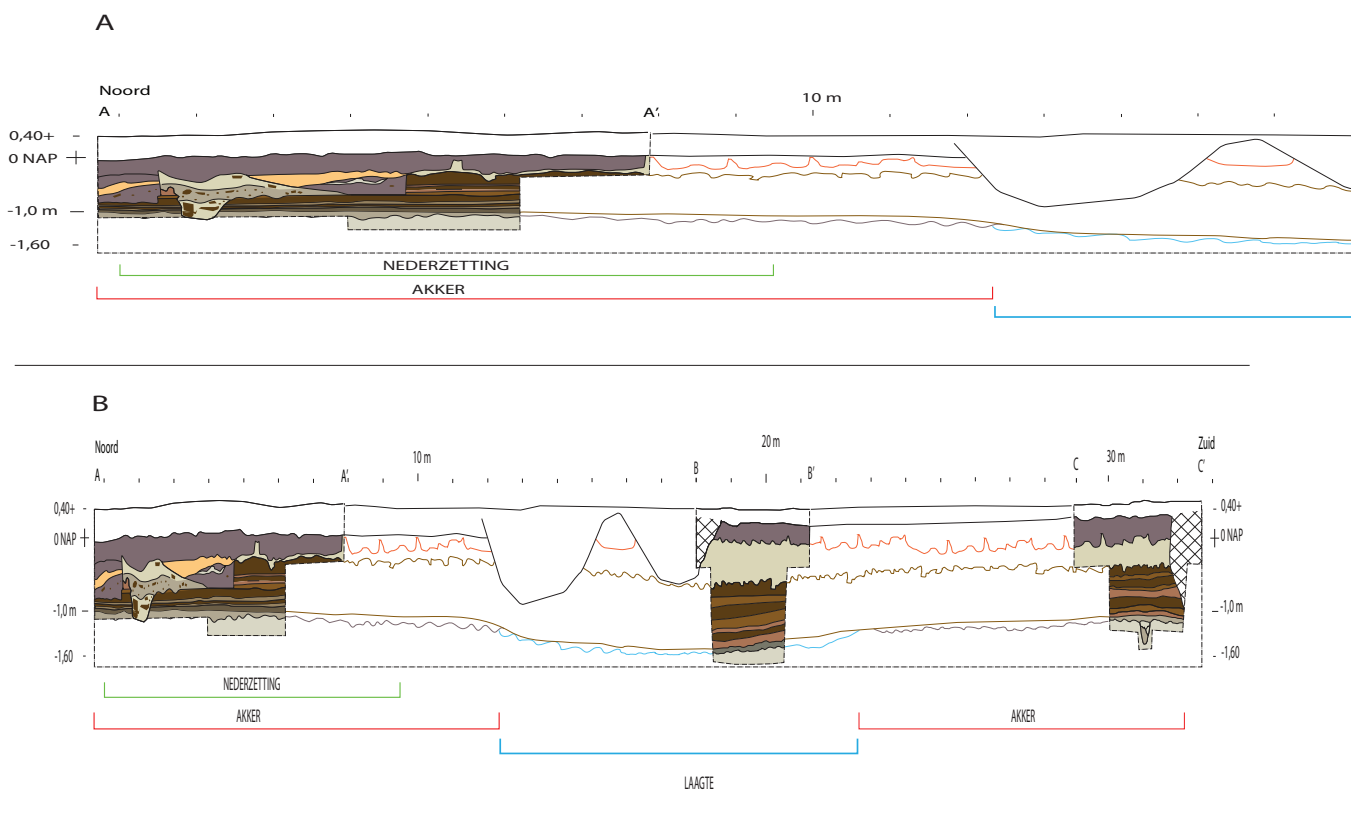 A
Noord
A A' 10 m
0,40+
0 NAP
-1,0 m
-1,60
NEDERZETTING
AKKER
B
Noord 10 m 20 m 30 m Zuid
A A' B B' C C'
0,40+ 0,40+
0 NAP 0 NAP
-1,0 m -1,0 m
-1,60 -1,60
NEDERZETTING
AKKER AKKER
LAAGTE